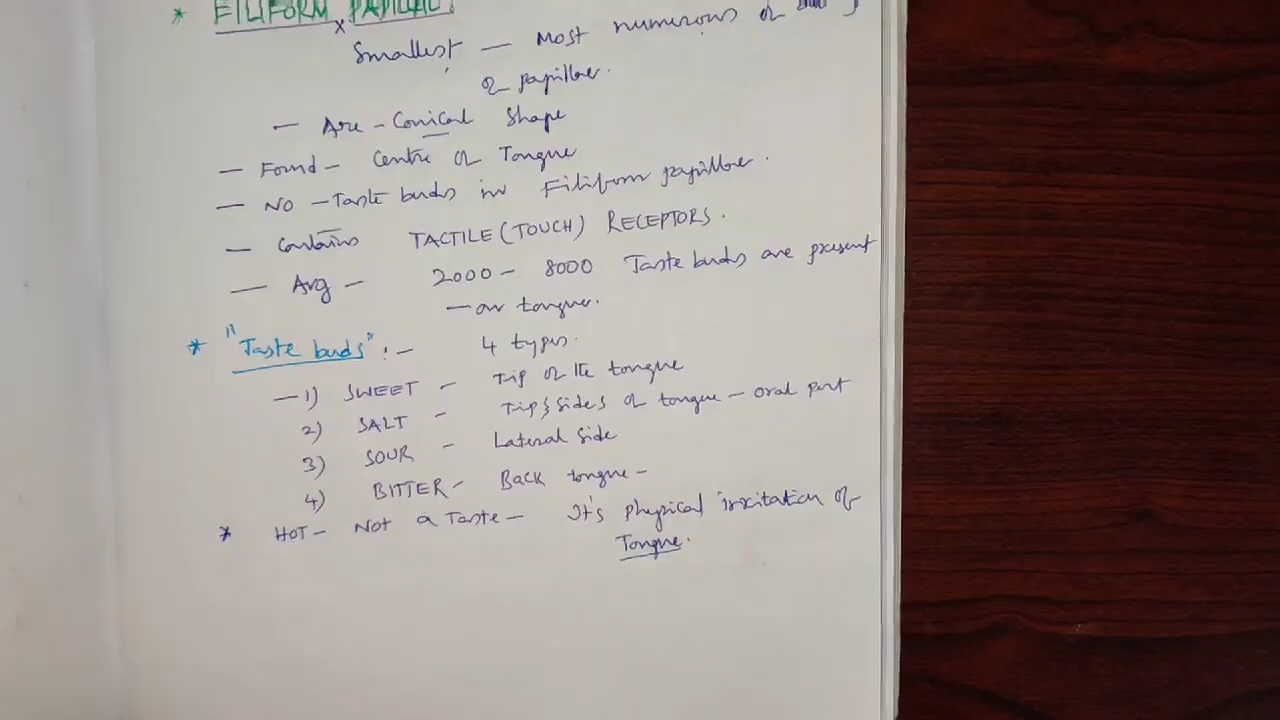 * FILIFORM PAPILLAE:
Smallest — Most numerous of
of papillae.
— Are - Conical Shape
— Found - Centre of Tongue
— NO - Taste buds in Filiform papillae.
— Contains TACTILE (TOUCH) RECEPTORS.
— Avg - 2000 - 8000 Taste buds are present
— on tongue.
* "Taste buds" :- 4 types.
— 1) SWEET - Tip of the tongue
2) SALT - Tip & sides of tongue - oral part
3) SOUR - Lateral side
4) BITTER - Back tongue -
* HOT - Not a Taste - It's physical irritation of
Tongue.